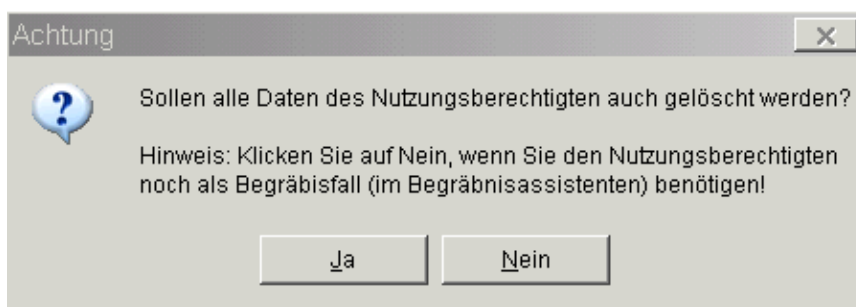 Achtung
Sollen alle Daten des Nutzungsberechtigten auch gelöscht werden?
Hinweis: Klicken Sie auf Nein, wenn Sie den Nutzungsberechtigten
noch als Begräbisfall (im Begräbnisassistenten) benötigen!
Ja
Nein